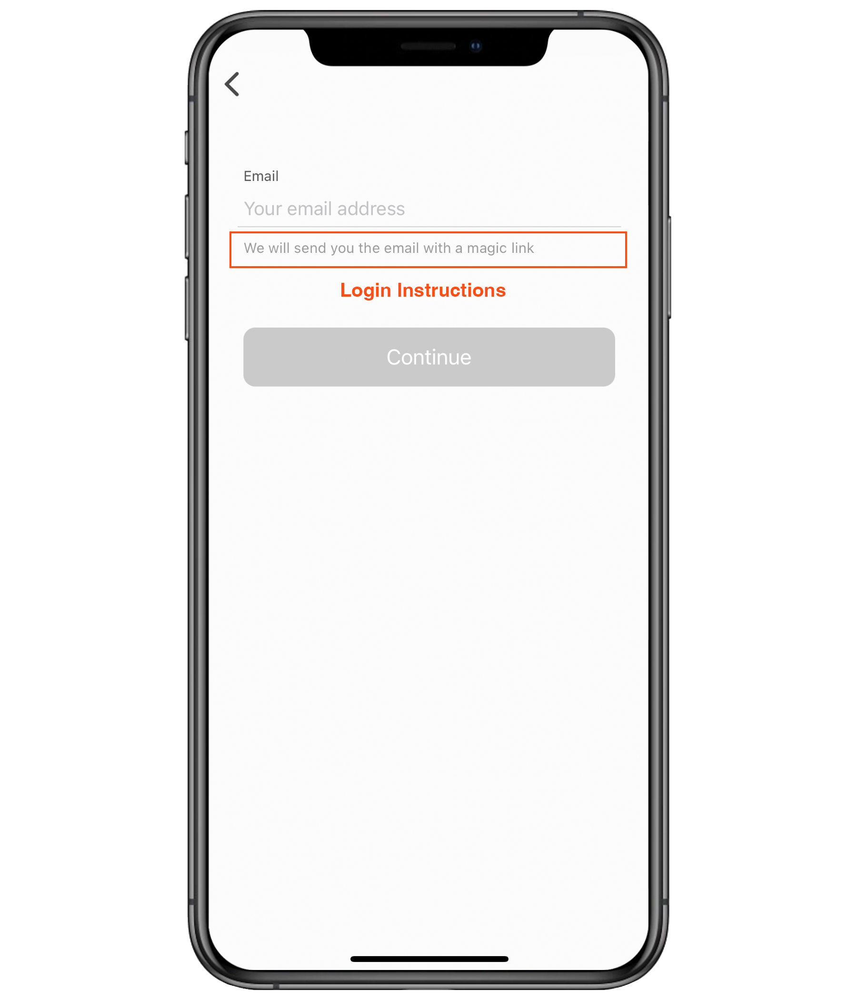 Email
Your email address
We will send you the email with a magic link
Login Instructions
Continue